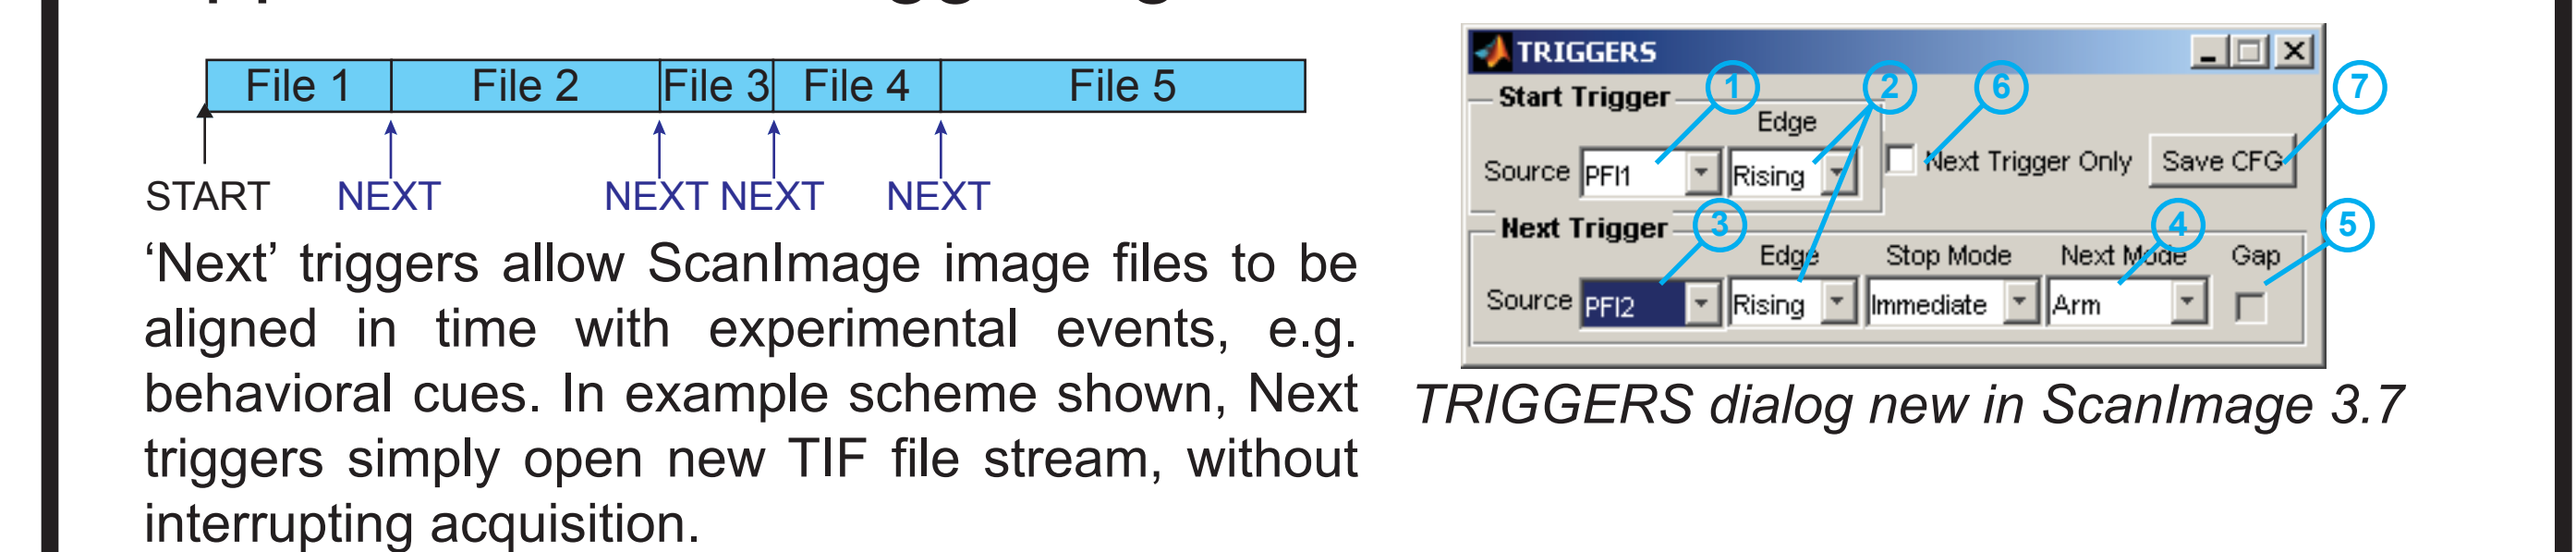 File 1 File 2 File 3 File 4 File 5
START NEXT NEXT NEXT NEXT
‘Next’ triggers allow ScanImage image files to be
aligned in time with experimental events, e.g.
behavioral cues. In example scheme shown, Next
triggers simply open new TIF file stream, without
interrupting acquisition.
TRIGGERS
1 2 6 7
Start Trigger
Edge
Source PFI1 Rising Next Trigger Only Save CFG
3 4 5
Next Trigger
Edge Stop Mode Next Mode Gap
Source PFI2 Rising Immediate Arm
TRIGGERS dialog new in ScanImage 3.7